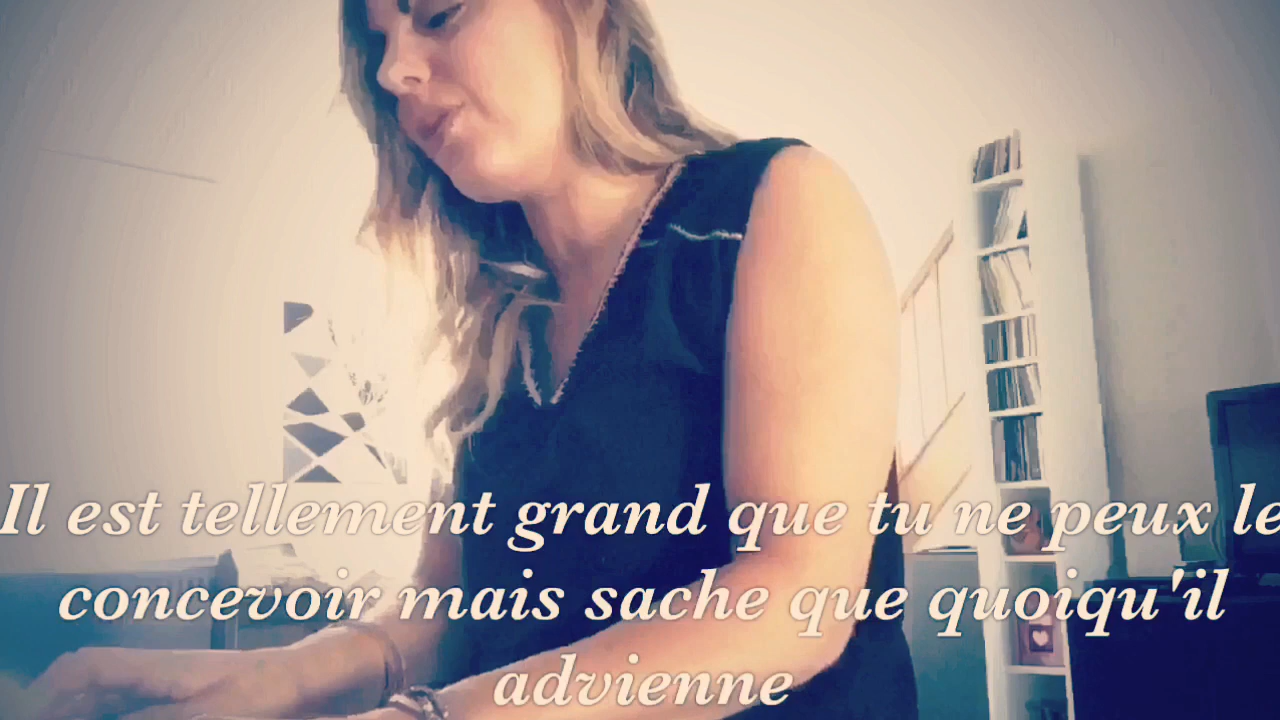 Il est tellement grand que tu ne peux le
concevoir mais sache que quoiqu'il
advienne